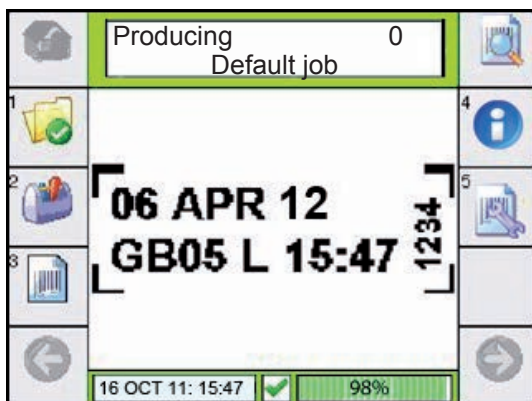 Producing 0
Default job
1
2
3
4
5
06 APR 12
GB05 L 15:47
1234
16 OCT 11: 15:47
98%